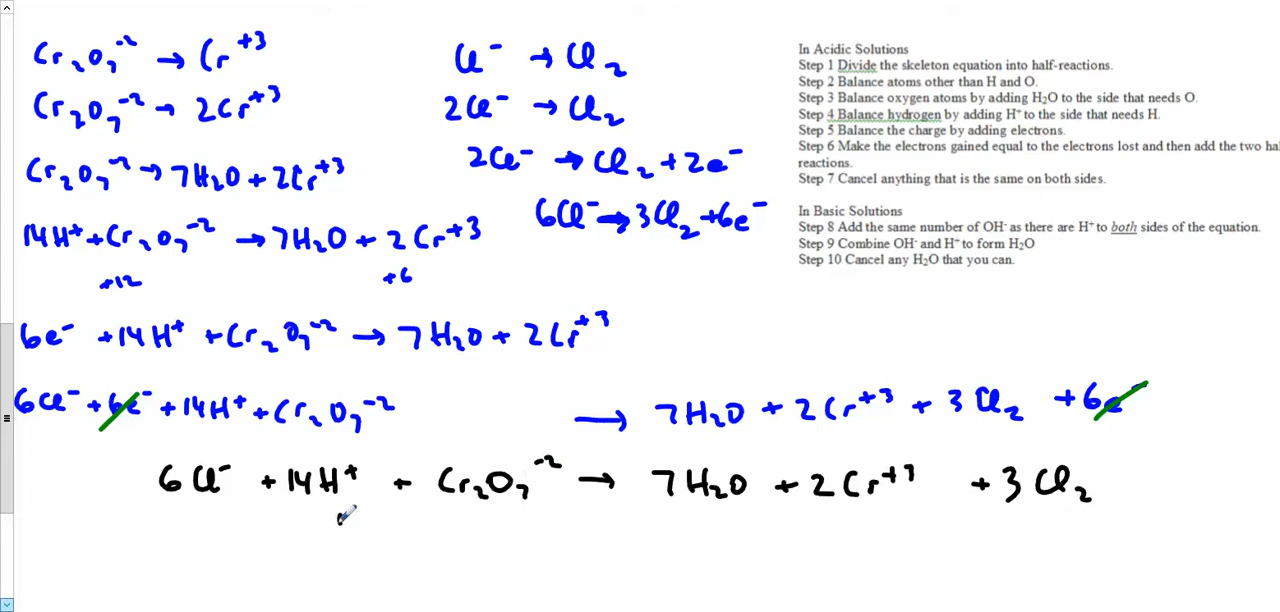 Cr₂O₇⁻² → Cr⁺³
Cr₂O₇⁻² → 2Cr⁺³
Cr₂O₇⁻² → 7H₂O + 2Cr⁺³
14H⁺ + Cr₂O₇⁻² → 7H₂O + 2Cr⁺³
+12 +6
Cl⁻ → Cl₂
2Cl⁻ → Cl₂
2Cl⁻ → Cl₂ + 2e⁻
6Cl⁻ → 3Cl₂ + 6e⁻
In Acidic Solutions
Step 1 Divide the skeleton equation into half-reactions.
Step 2 Balance atoms other than H and O.
Step 3 Balance oxygen atoms by adding H₂O to the side that needs O.
Step 4 Balance hydrogen by adding H⁺ to the side that needs H.
Step 5 Balance the charge by adding electrons.
Step 6 Make the electrons gained equal to the electrons lost and then add the two hal
reactions.
Step 7 Cancel anything that is the same on both sides.
In Basic Solutions
Step 8 Add the same number of OH⁻ as there are H⁺ to both sides of the equation.
Step 9 Combine OH⁻ and H⁺ to form H₂O
Step 10 Cancel any H₂O that you can.
6e⁻ + 14H⁺ + Cr₂O₇⁻² → 7H₂O + 2Cr⁺³
6Cl⁻ + 6e⁻ + 14H⁺ + Cr₂O₇⁻² → 7H₂O + 2Cr⁺³ + 3Cl₂ + 6e⁻
6Cl⁻ + 14H⁺ + Cr₂O₇⁻² → 7H₂O + 2Cr⁺³ + 3Cl₂